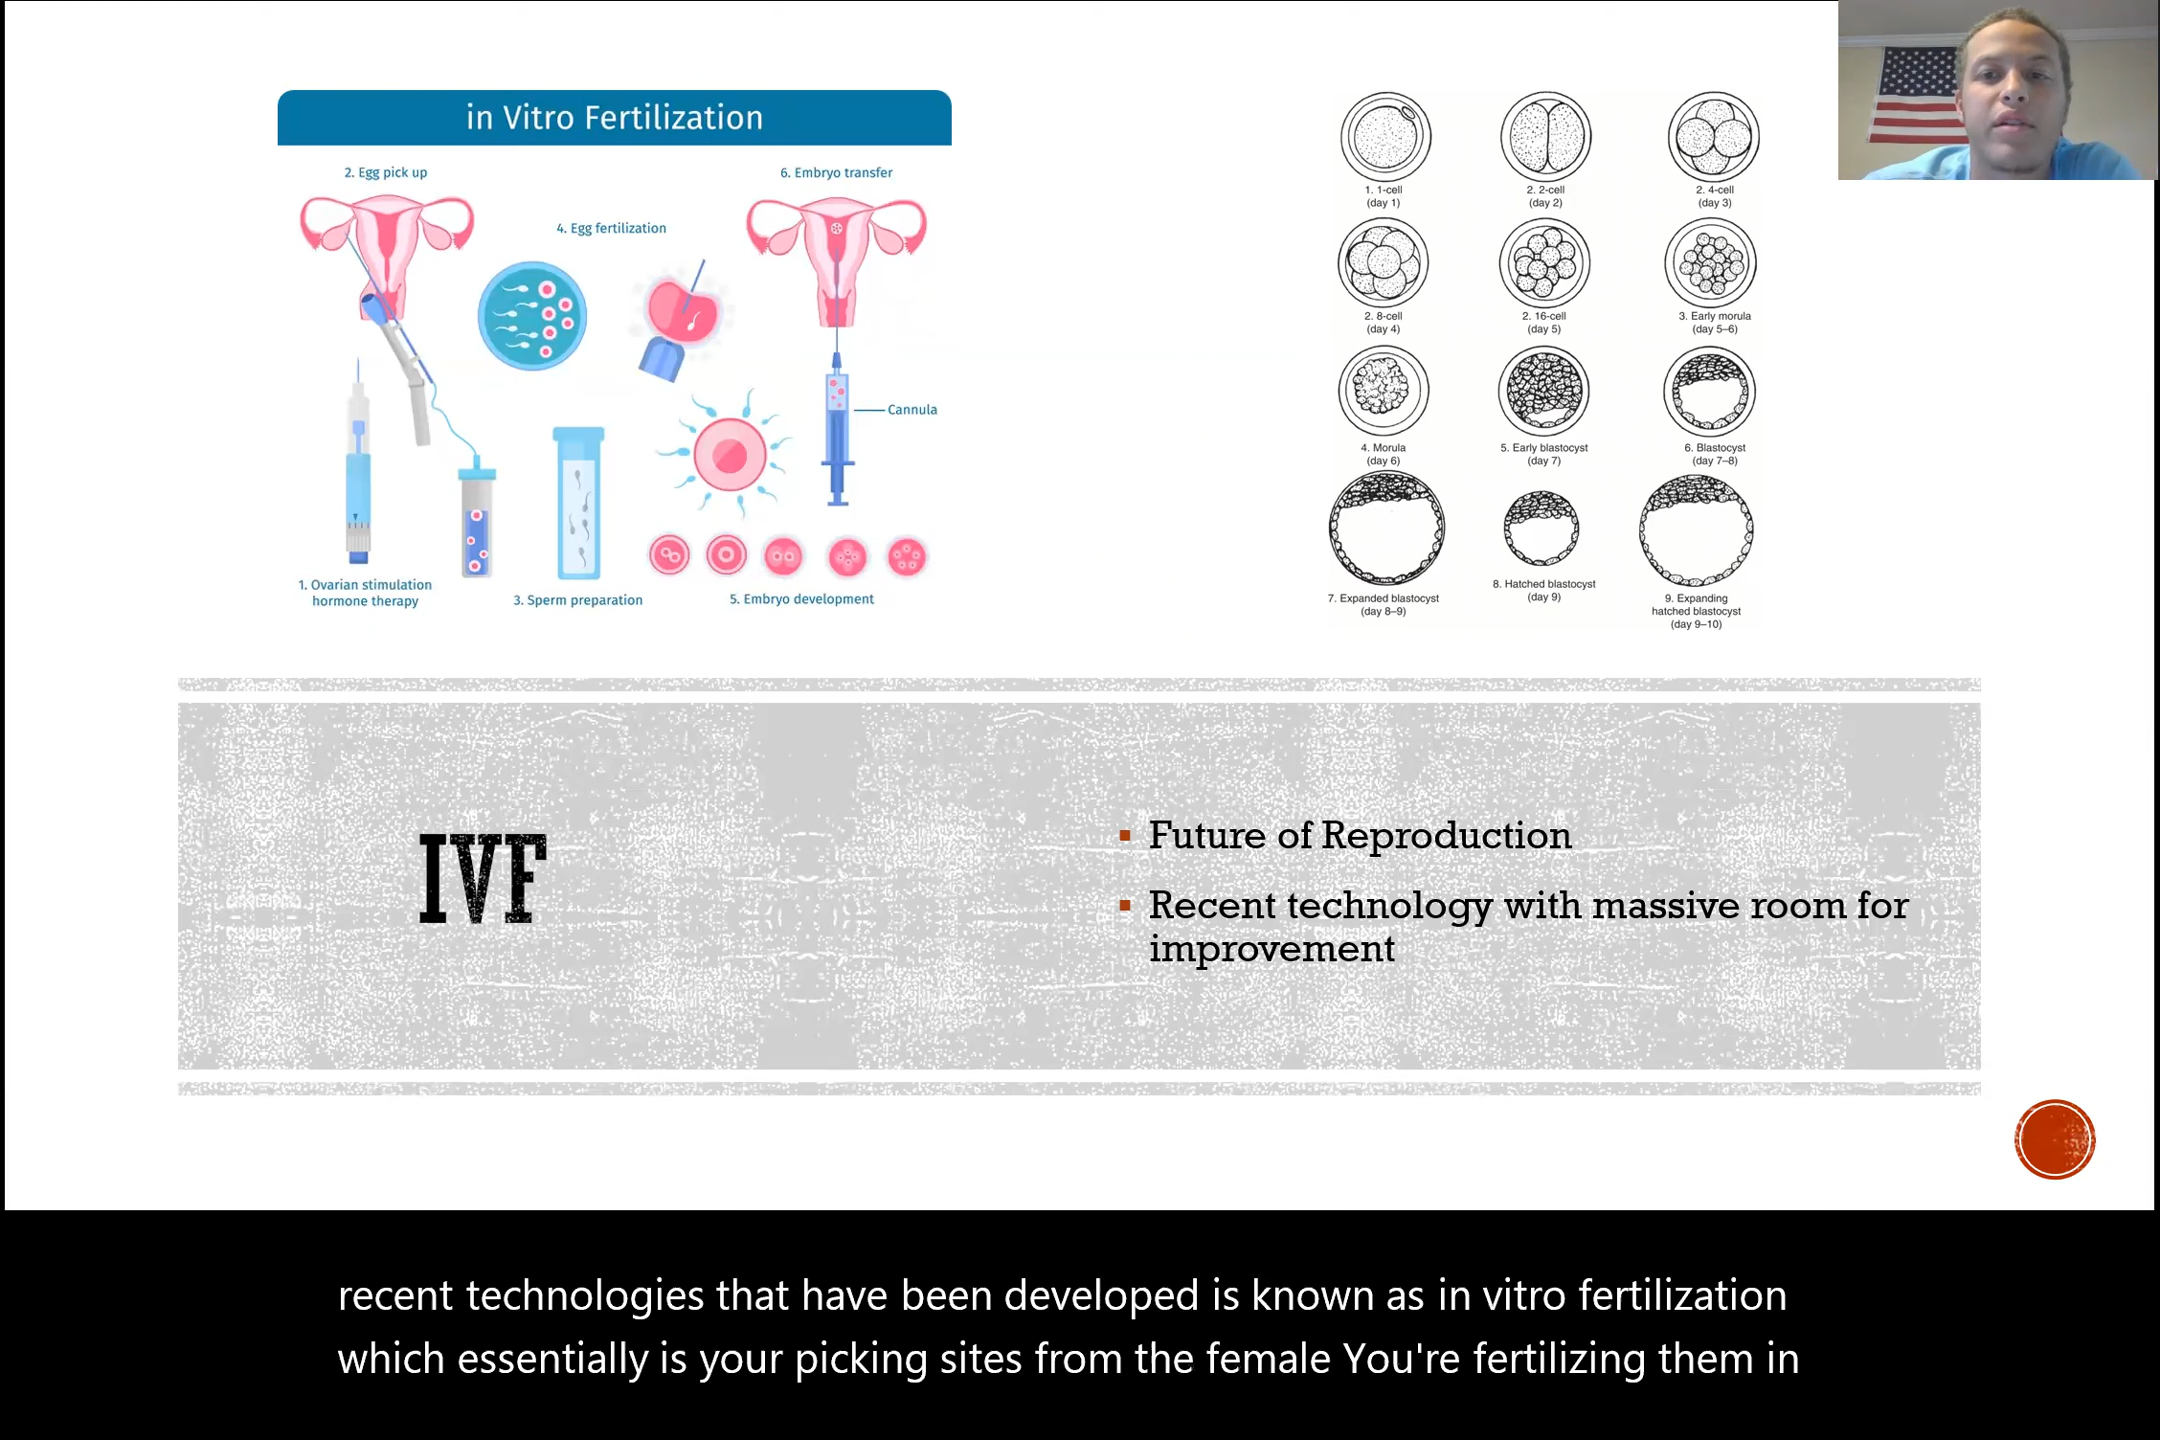 in Vitro Fertilization
2. Egg pick up
6. Embryo transfer
4. Egg fertilization
Cannula
1. Ovarian stimulation
hormone therapy
3. Sperm preparation
5. Embryo development
1. 1-cell
(day 1)
2. 2-cell
(day 2)
2. 4-cell
(day 3)
2. 8-cell
(day 4)
2. 16-cell
(day 5)
3. Early morula
(day 5–6)
4. Morula
(day 6)
5. Early blastocyst
(day 7)
6. Blastocyst
(day 7–8)
7. Expanded blastocyst
(day 8–9)
8. Hatched blastocyst
(day 9)
9. Expanding
hatched blastocyst
(day 9–10)
IVF
▪ Future of Reproduction
▪ Recent technology with massive room for
improvement
recent technologies that have been developed is known as in vitro fertilization
which essentially is your picking sites from the female You're fertilizing them in